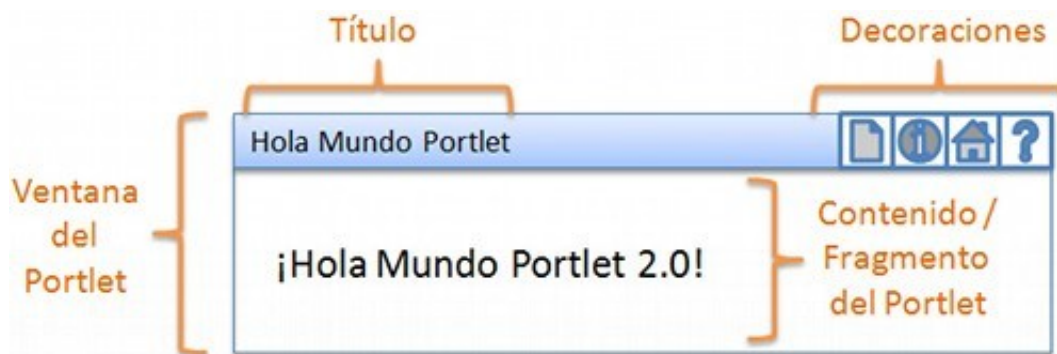 Título
Decoraciones
Hola Mundo Portlet
?
Ventana
del
Portlet
¡Hola Mundo Portlet 2.0!
Contenido /
Fragmento
del Portlet